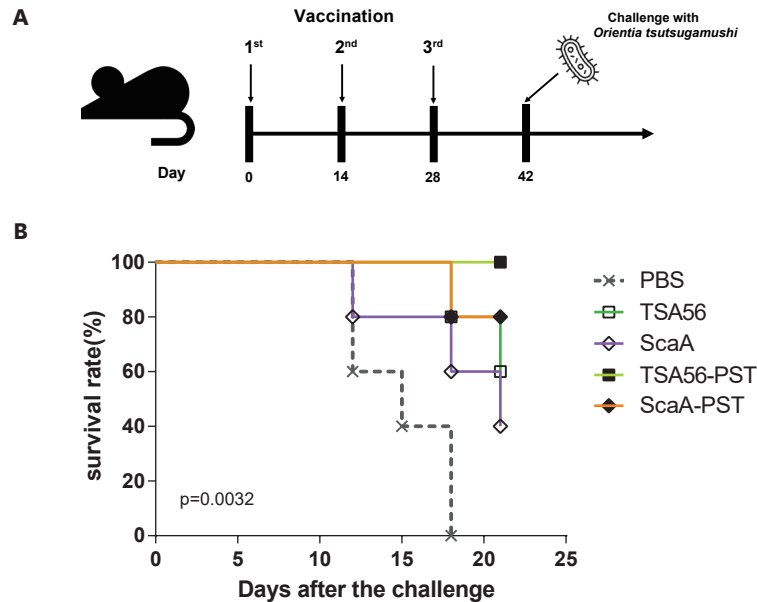 A
Vaccination
Challenge with
Orientia tsutsugamushi
1st
2nd
3rd
Day
0
14
28
42
B
survival rate(%)
100
80
60
40
20
0
p=0.0032
0
5
10
15
20
25
Days after the challenge
PBS
TSA56
ScaA
TSA56-PST
ScaA-PST